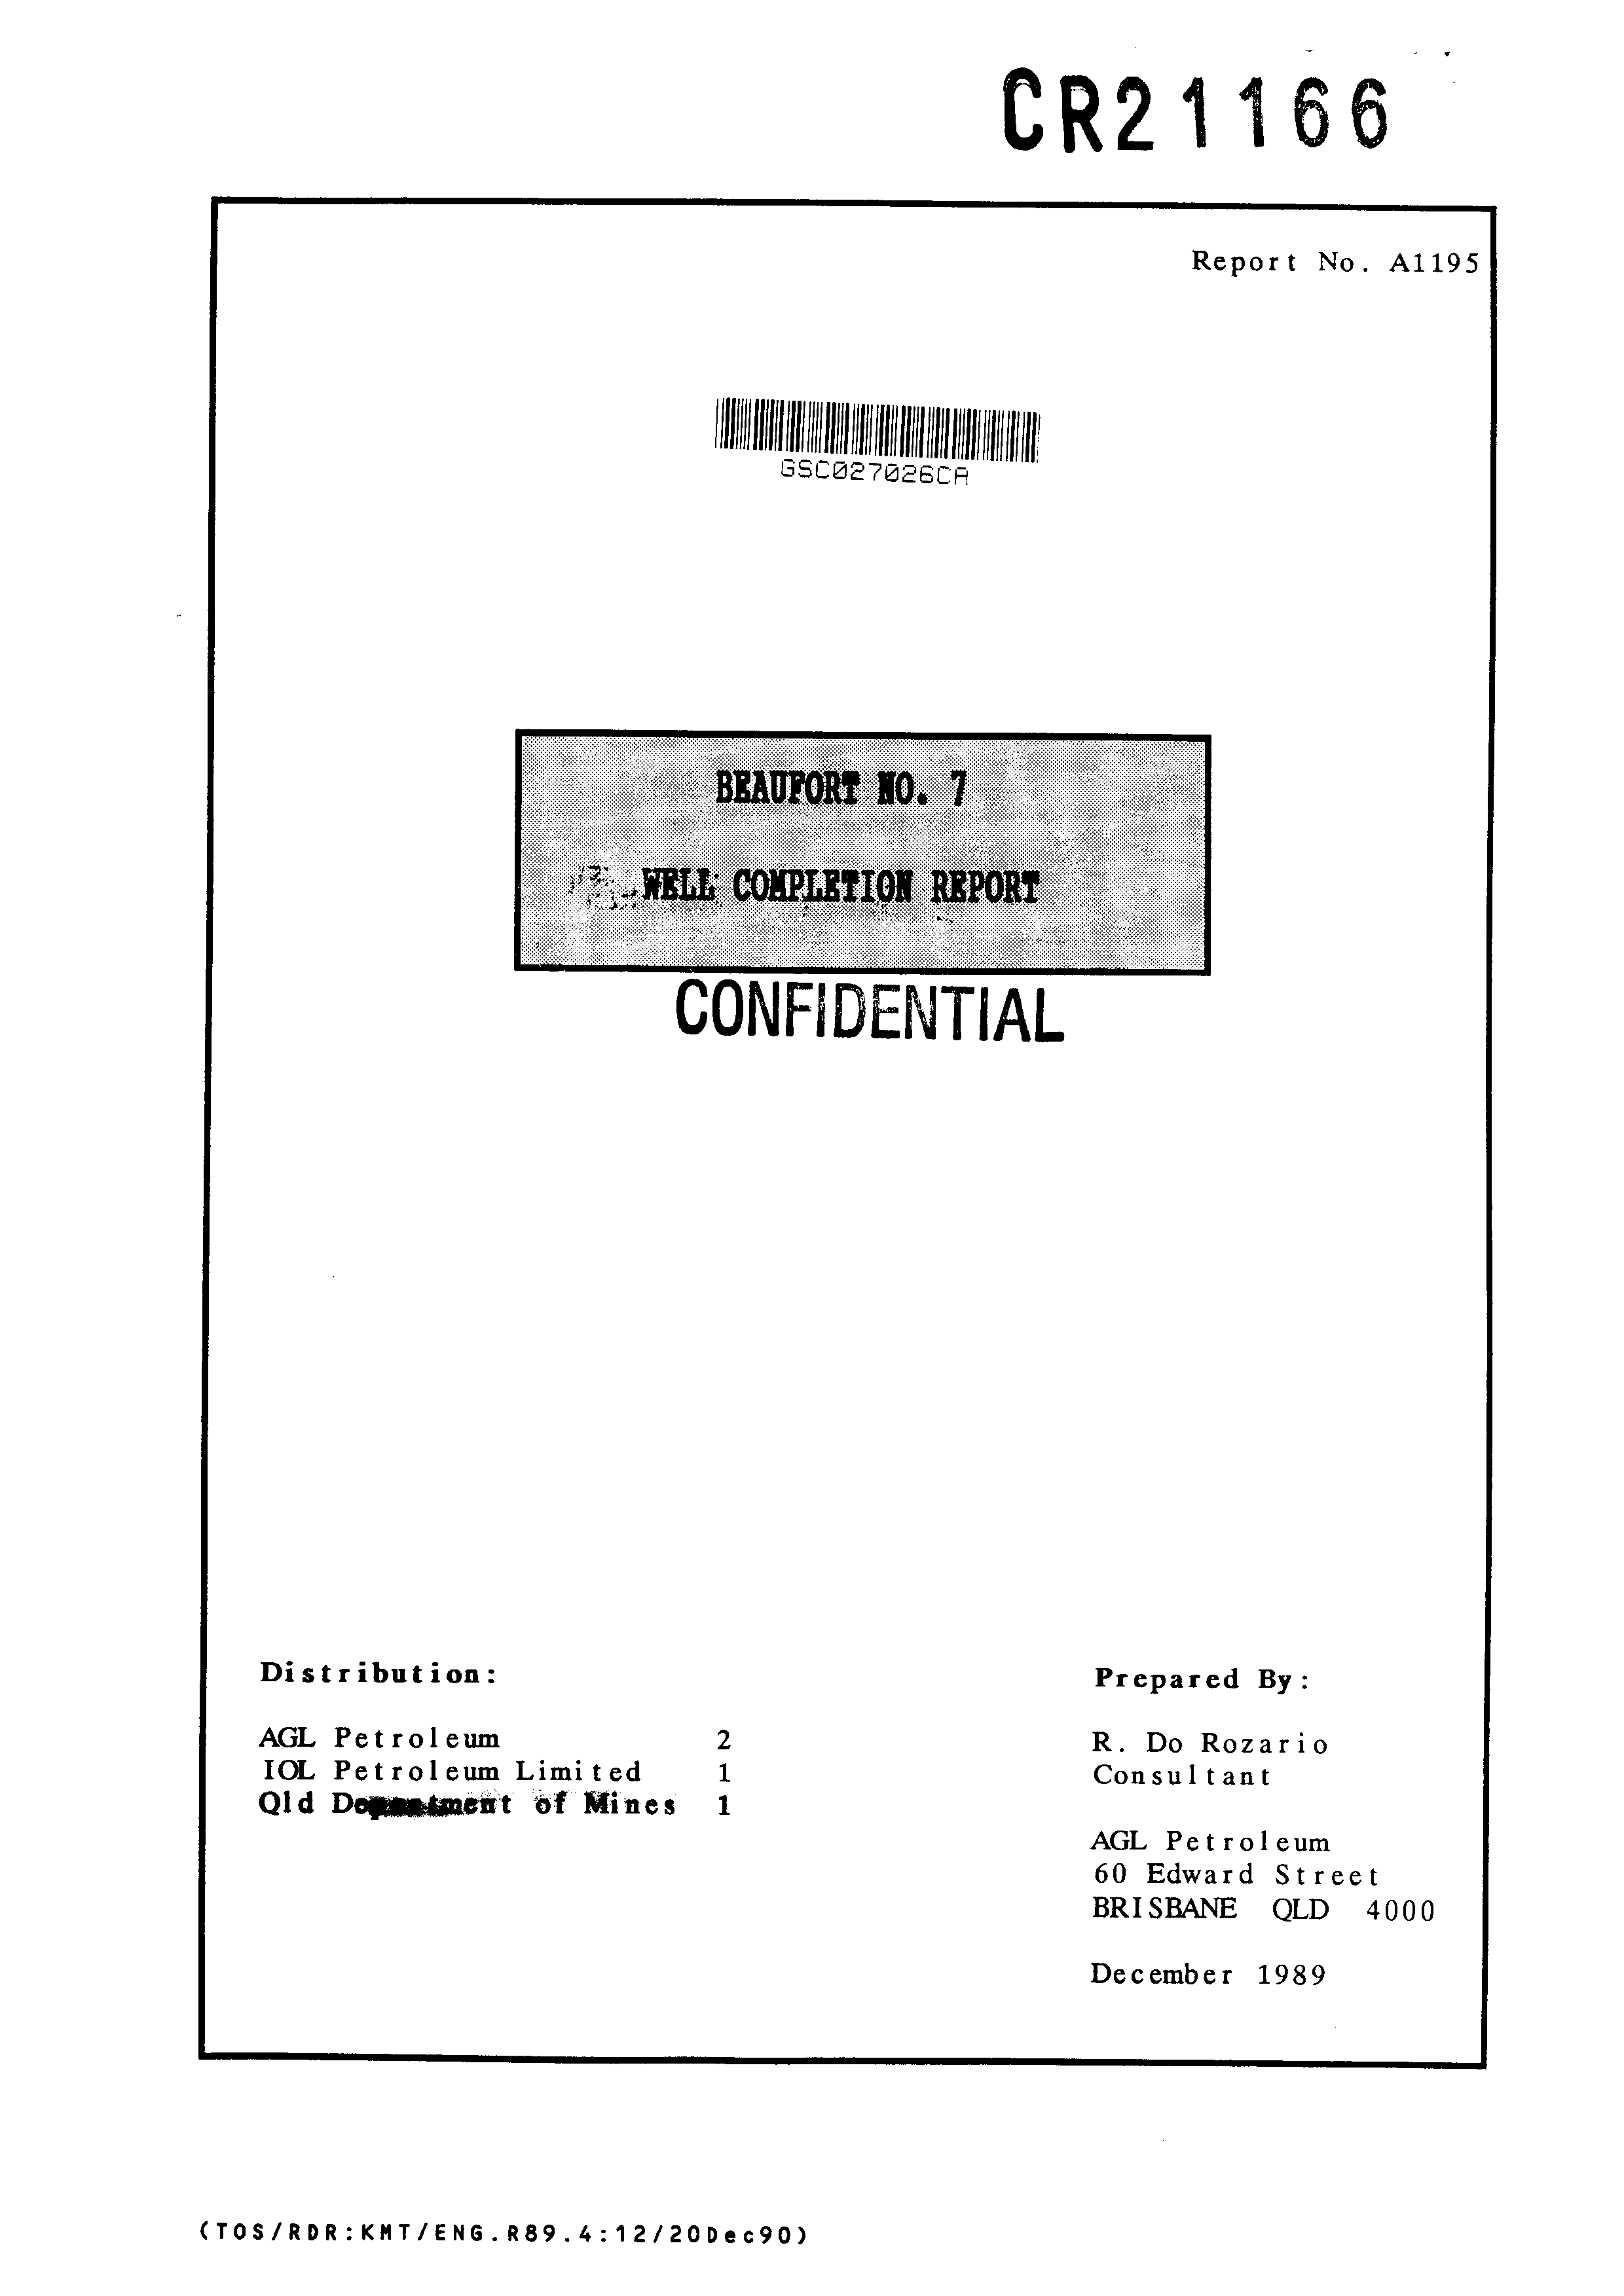 CR21166
Report No. A1195
GSC027026CA
BEAUFORT NO. 7
WELL COMPLETION REPORT
CONFIDENTIAL
Distribution:
AGL Petroleum 2
IOL Petroleum Limited 1
Qld Department of Mines 1
Prepared By:
R. Do Rozario
Consultant
AGL Petroleum
60 Edward Street
BRISBANE QLD 4000
December 1989
(TOS/RDR:KMT/ENG.R89.4:12/20Dec90)